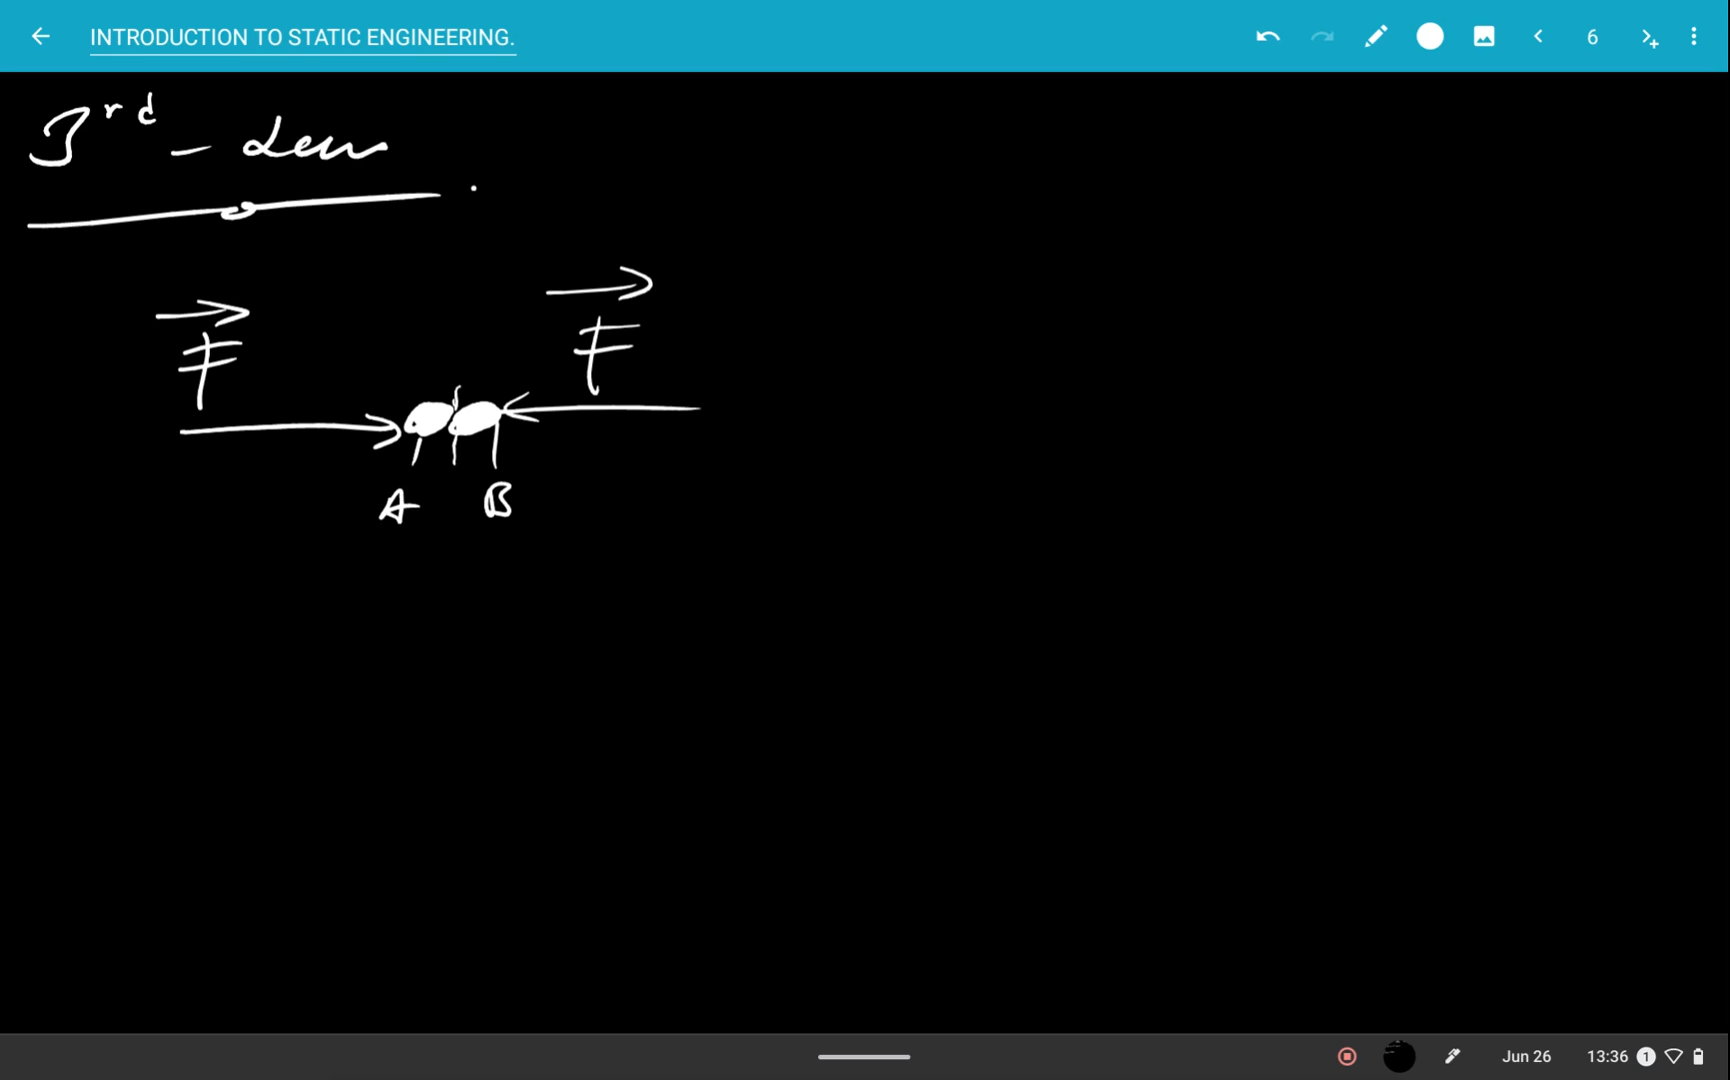 INTRODUCTION TO STATIC ENGINEERING.
6
3rd - Law
F
F
A B
Jun 26 13:36 1